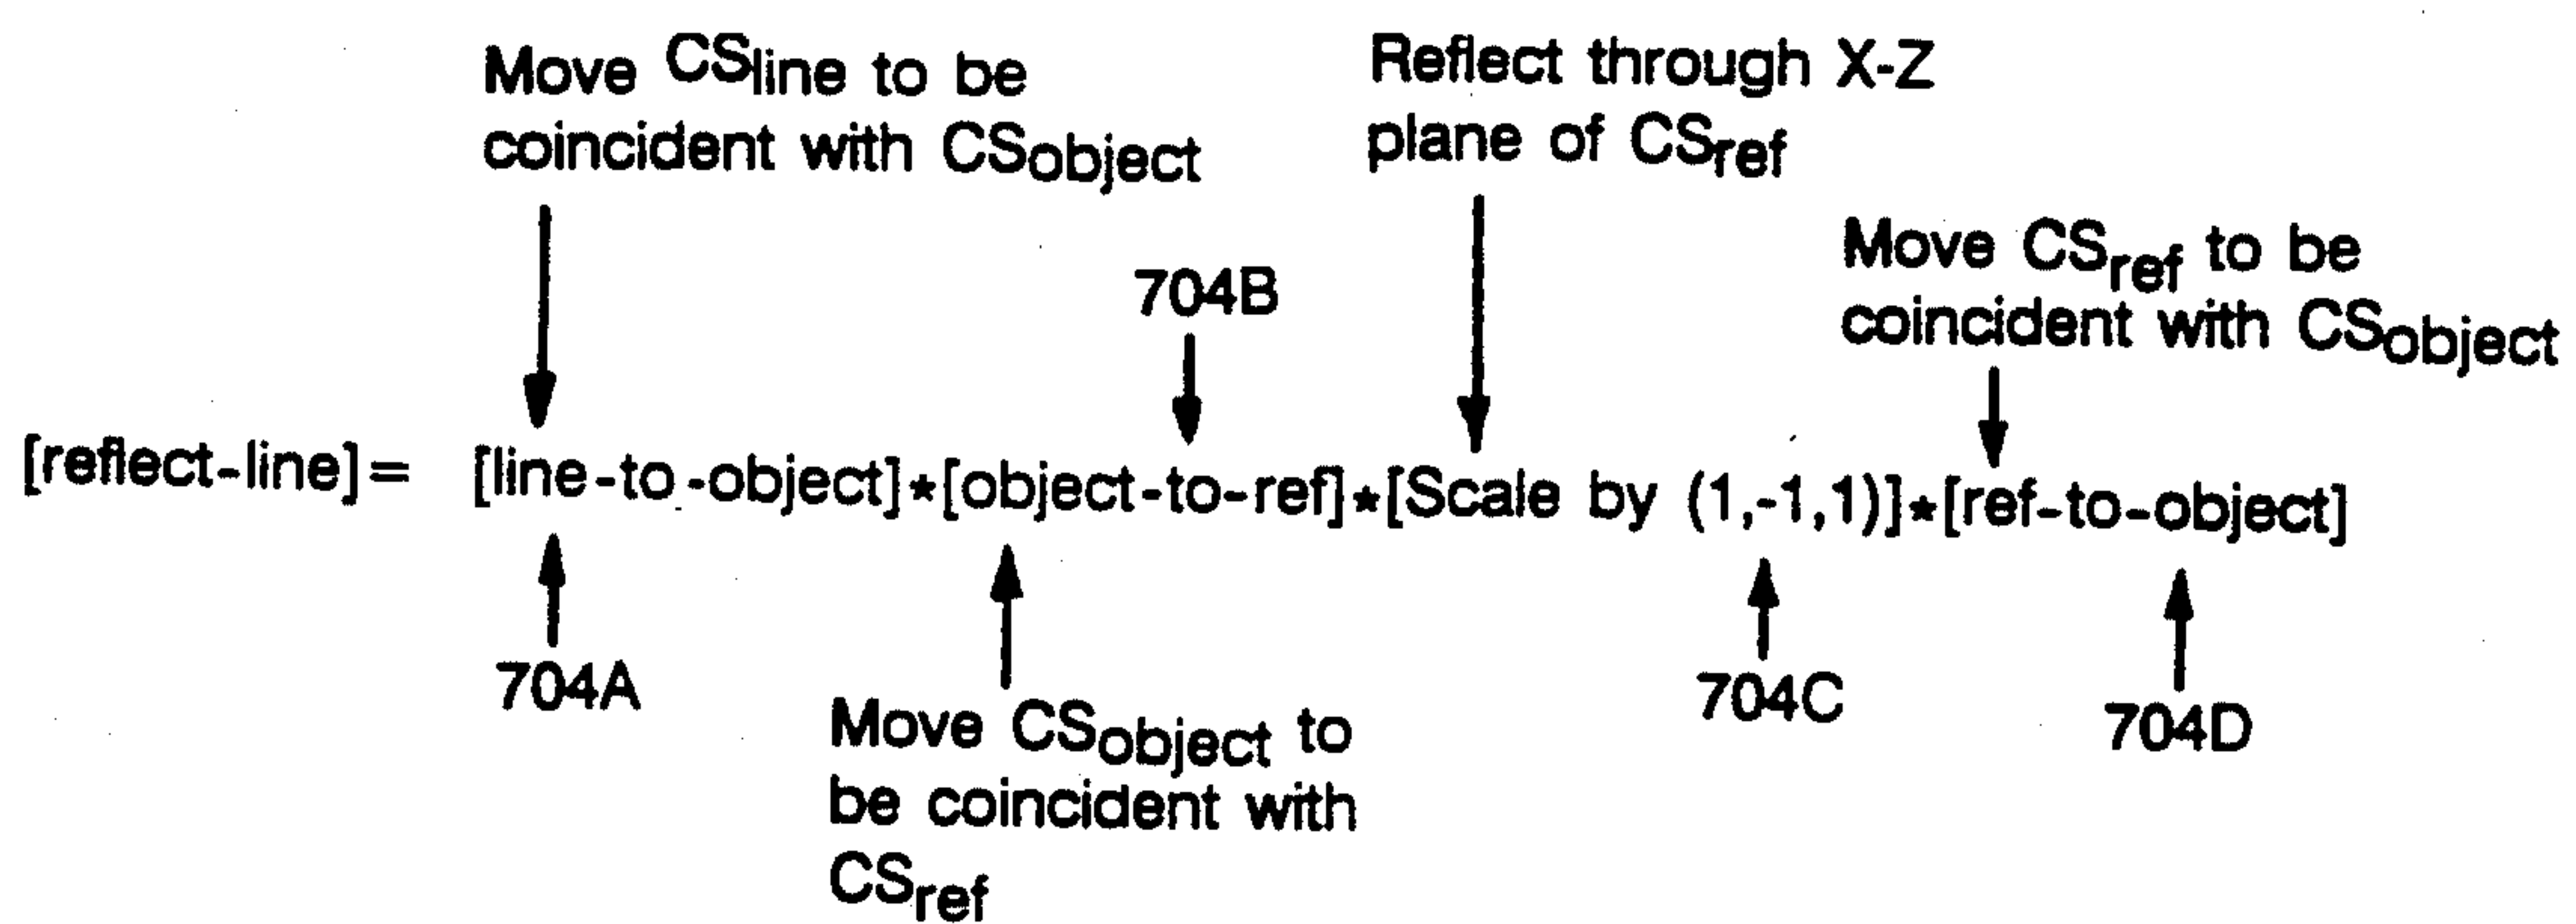 Move CSline to be
coincident with CSobject
Reflect through X-Z
plane of CSref
704B
Move CSref to be
coincident with CSobject
[reflect-line]= [line-to-object]*[object-to-ref]*[Scale by (1,-1,1)]*[ref-to-object]
704A
Move CSobject to
be coincident with
CSref
704C
704D